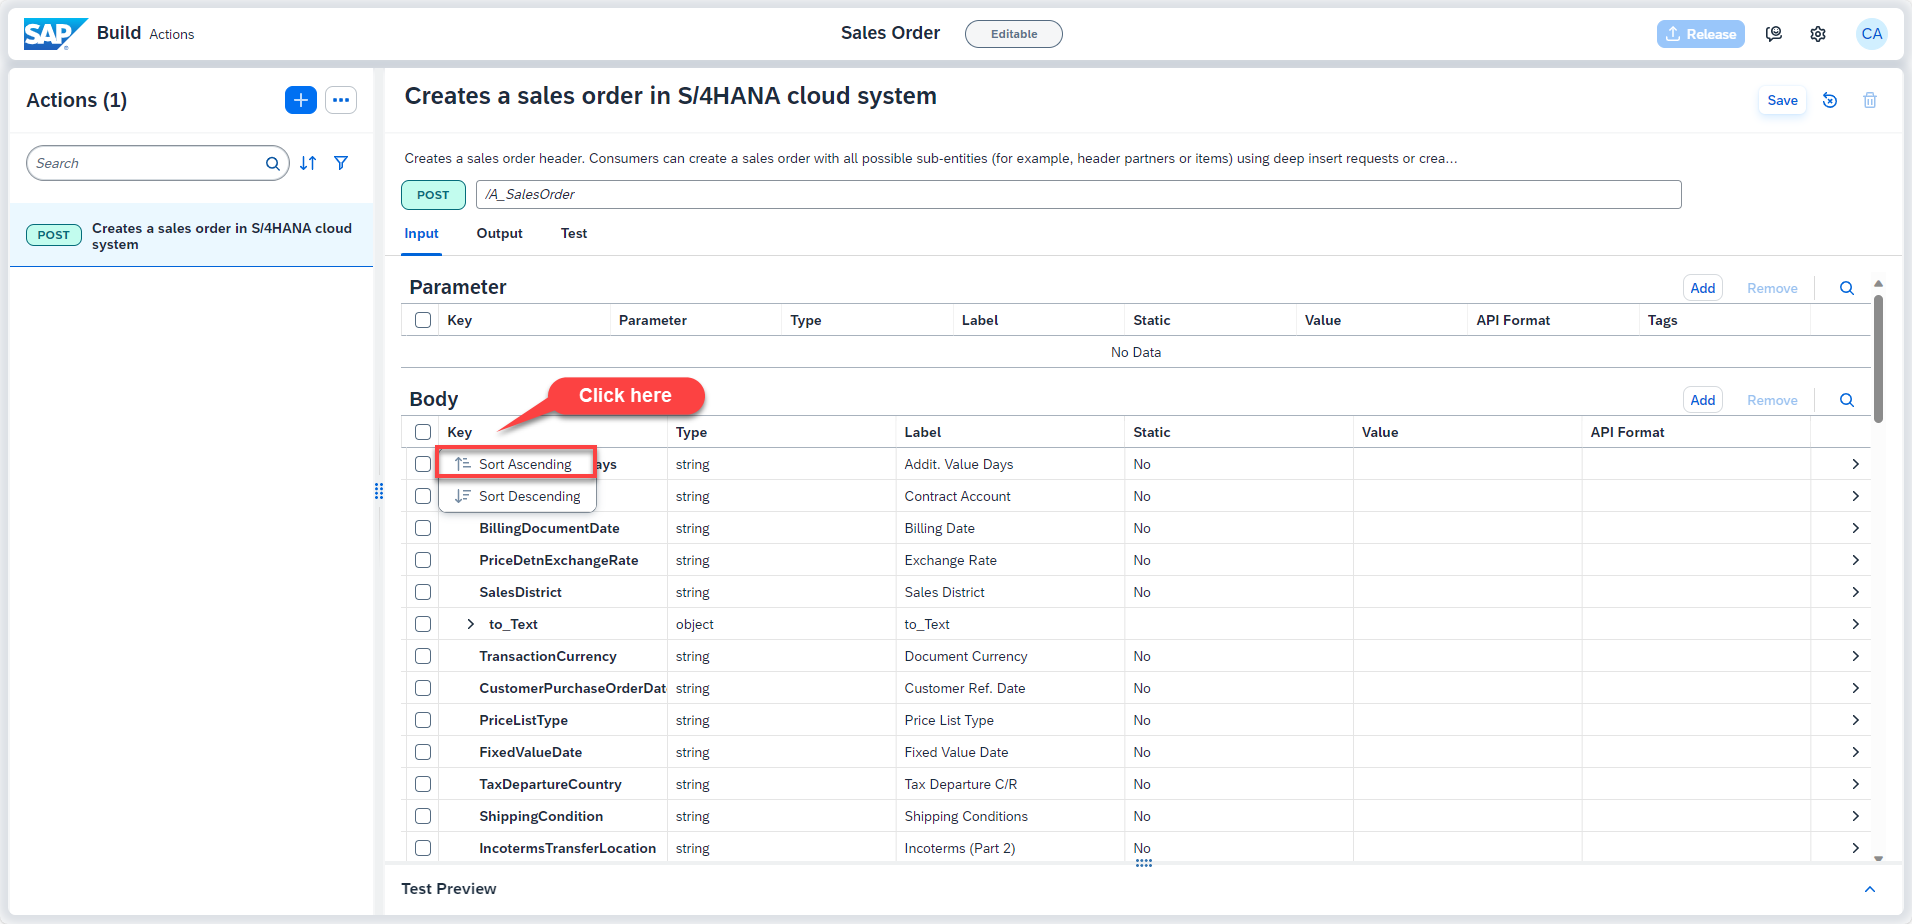 SAP Build Actions
Sales Order
Editable
Release
CA
Actions (1)
Search
POST
Creates a sales order in S/4HANA cloud
system
Creates a sales order in S/4HANA cloud system
Save
Creates a sales order header. Consumers can create a sales order with all possible sub-entities (for example, header partners or items) using deep insert requests or crea...
POST /A_SalesOrder
Input Output Test
Parameter
Add Remove
Key Parameter Type Label Static Value API Format Tags
No Data
Click here
Body
Add Remove
Key Type Label Static Value API Format
Sort Ascending ays string Addit. Value Days No
Sort Descending string Contract Account No
BillingDocumentDate string Billing Date No
PriceDetnExchangeRate string Exchange Rate No
SalesDistrict string Sales District No
to_Text object to_Text
TransactionCurrency string Document Currency No
CustomerPurchaseOrderDat string Customer Ref. Date No
PriceListType string Price List Type No
FixedValueDate string Fixed Value Date No
TaxDepartureCountry string Tax Departure C/R No
ShippingCondition string Shipping Conditions No
IncotermsTransferLocation string Incoterms (Part 2) No
Test Preview